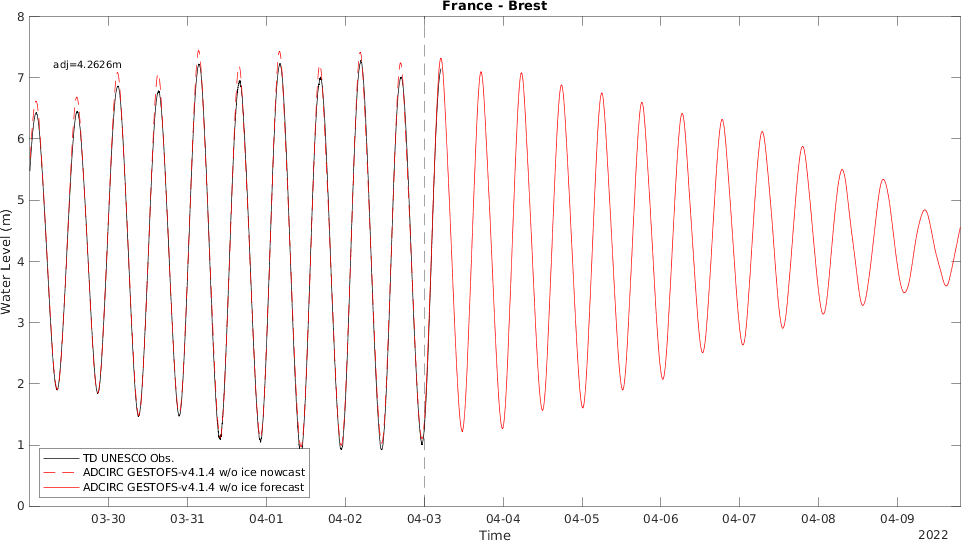 France - Brest
adj=4.2626m
Water Level (m)
8
7
6
5
4
3
2
1
0
TD UNESCO Obs.
ADCIRC GESTOFS-v4.1.4 w/o ice nowcast
ADCIRC GESTOFS-v4.1.4 w/o ice forecast
03-30 03-31 04-01 04-02 04-03 04-04 04-05 04-06 04-07 04-08 04-09
Time
2022